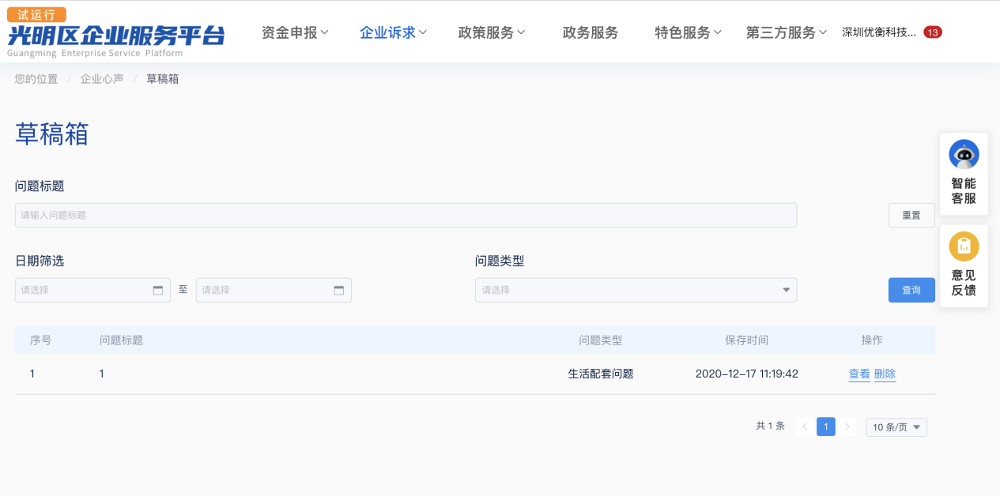 试运行
光明区企业服务平台
Guangming Enterprise Service Platform
资金申报 企业诉求 政策服务 政务服务 特色服务 第三方服务 深圳优衡科技... 13
您的位置 / 企业心声 / 草稿箱
草稿箱
问题标题
请输入问题标题
重置
日期筛选 问题类型
请选择 至 请选择 请选择 查询
序号 问题标题 问题类型 保存时间 操作
1 1 生活配套问题 2020-12-17 11:19:42 查看 删除
共 1 条 1 10 条/页
智能
客服
意见
反馈